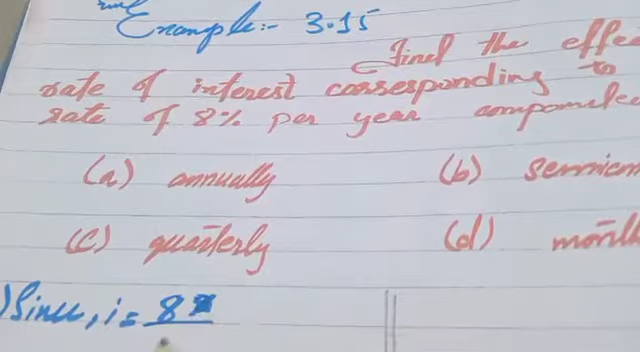 Example:- 3.15
Find the effe
rate of interest corresponding to
rate of 8% per year compounded
(a) annually (b) semian
(c) quarterly (d) month
) Since, i = 8%